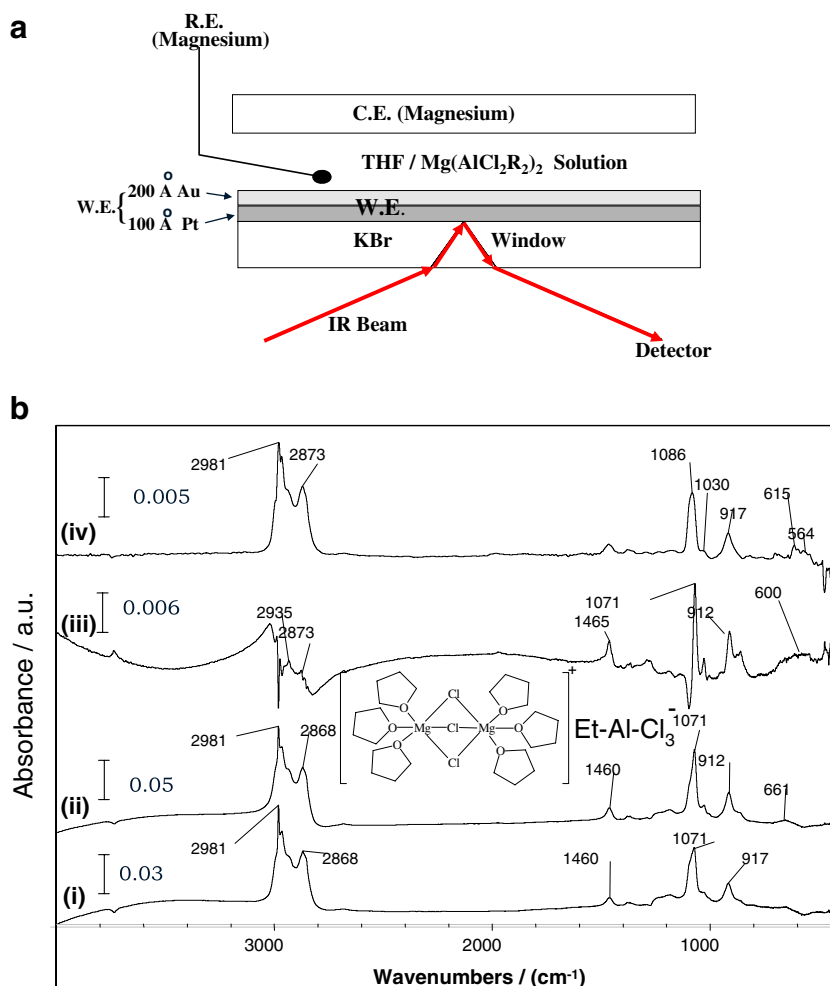 a
R.E.
(Magnesium)
C.E. (Magnesium)
THF / Mg(AlCl2R2)2 Solution
W.E. { 200 Å Au
100 Å Pt
W.E.
KBr Window
IR Beam
Detector
b
Absorbance / a.u.
(iv)
0.005
2981
2873
1086
1030
917
615
564
(iii)
0.006
2935
2873
1465
1071
912
600
O O O O O O
Mg Mg
Cl
Cl
Cl
+
Et-Al-Cl3-
(ii)
0.05
2981
2868
1460
1071
912
661
(i)
0.03
2981
2868
1460
1071
917
3000 2000 1000
Wavenumbers / (cm-1)